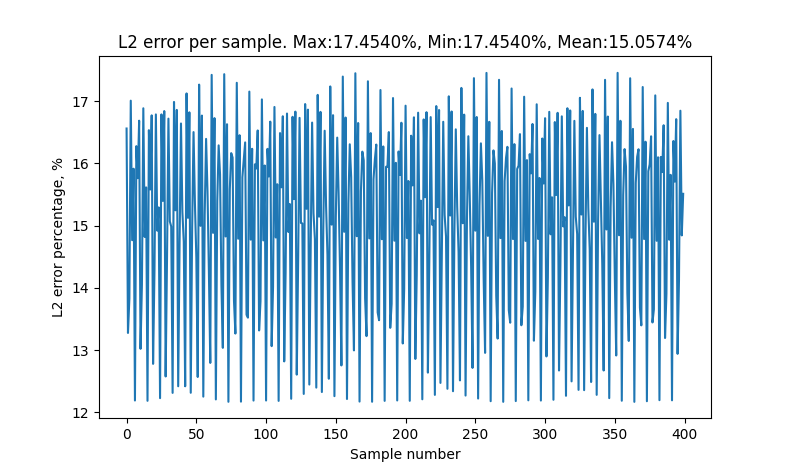 L2 error per sample. Max:17.4540%, Min:17.4540%, Mean:15.0574%
L2 error percentage, %
17
16
15
14
13
12
0 50 100 150 200 250 300 350 400
Sample number